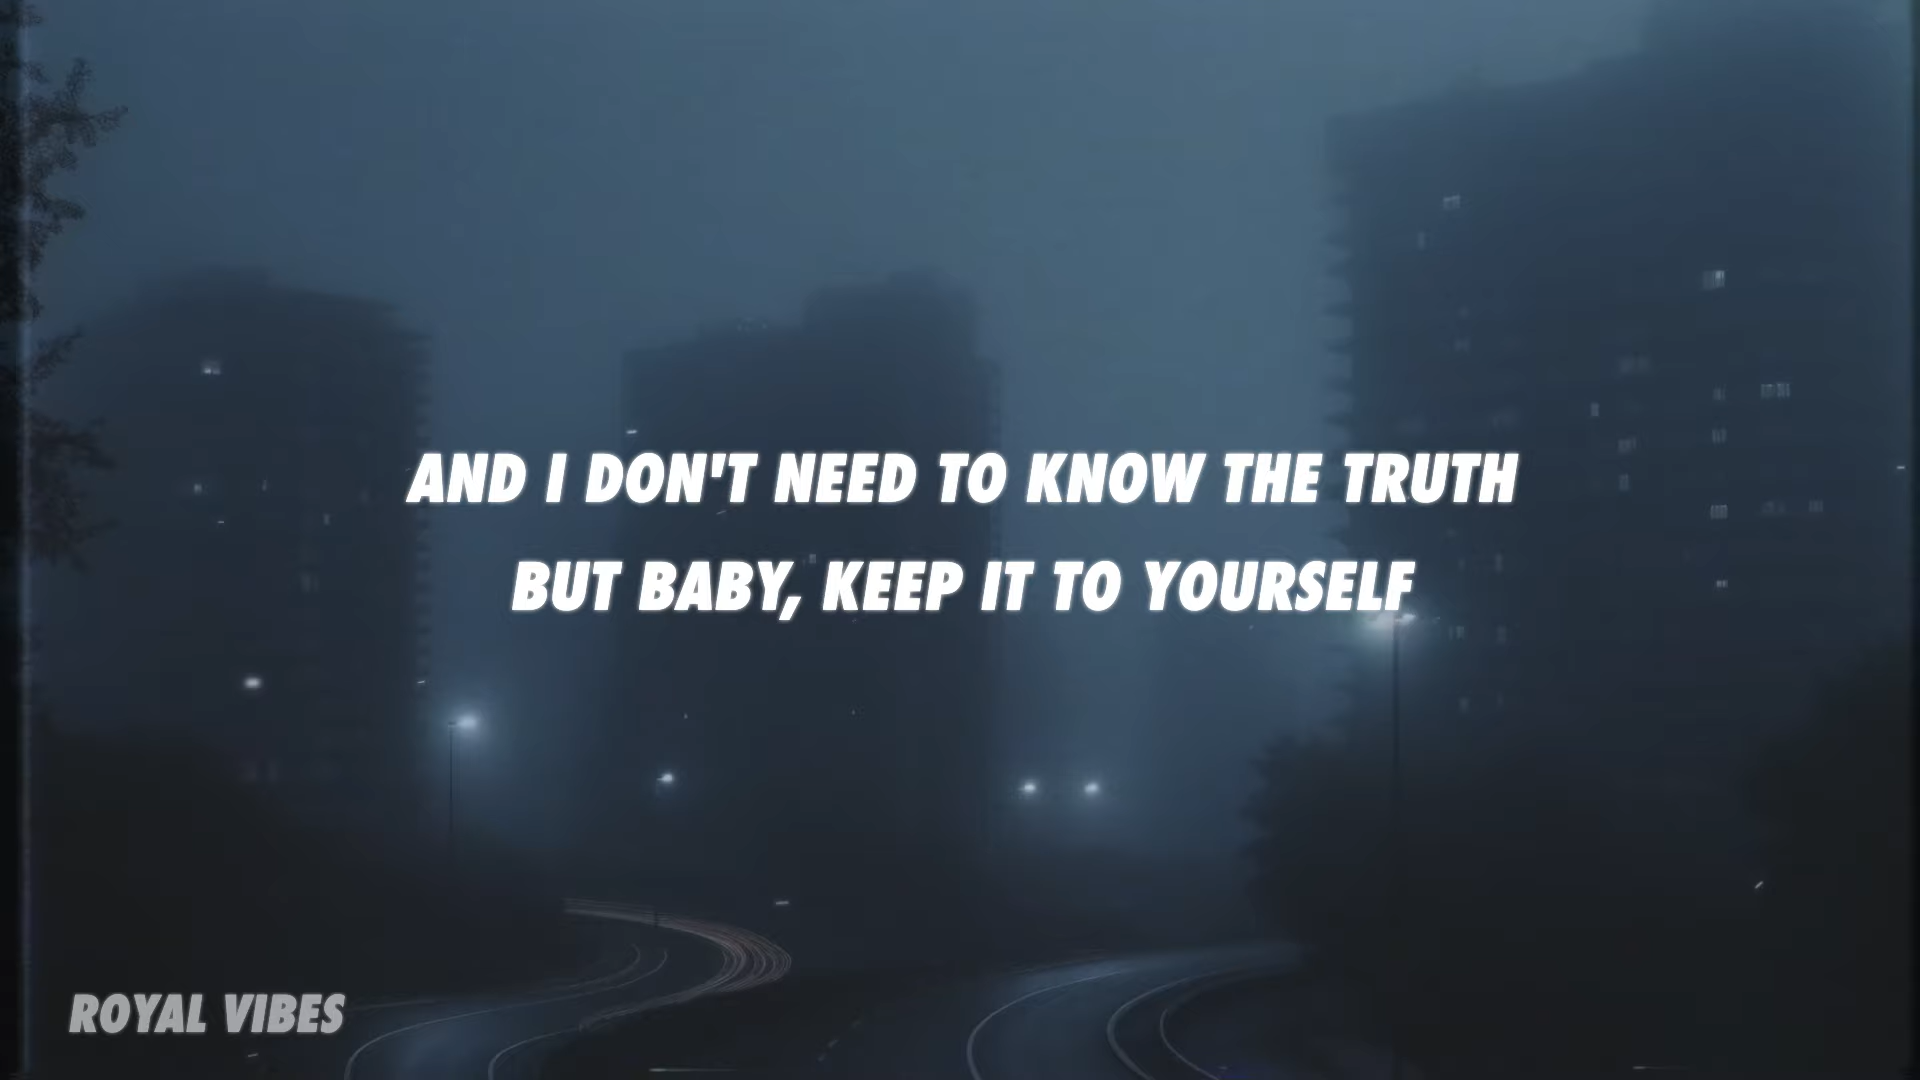 AND I DON'T NEED TO KNOW THE TRUTH
BUT BABY, KEEP IT TO YOURSELF
ROYAL VIBES